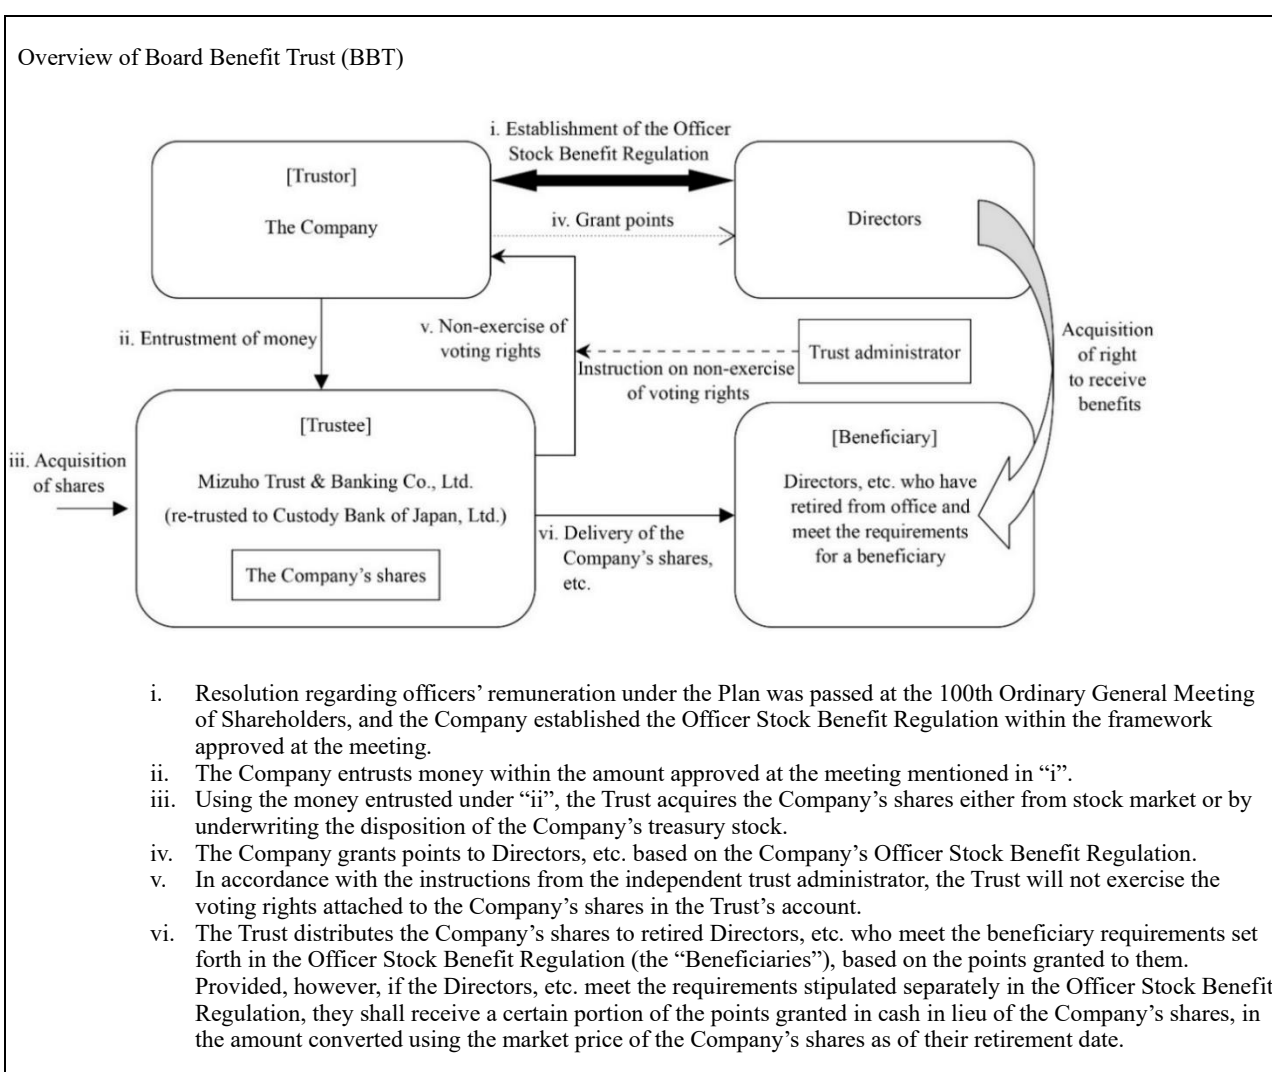 Overview of Board Benefit Trust (BBT)
i. Establishment of the Officer
Stock Benefit Regulation
[Trustor]
The Company
iv. Grant points
Directors
ii. Entrustment of money
v. Non-exercise of
voting rights
Instruction on non-exercise
of voting rights
Trust administrator
Acquisition
of right
to receive
benefits
iii. Acquisition
of shares
[Trustee]
Mizuho Trust & Banking Co., Ltd.
(re-trusted to Custody Bank of Japan, Ltd.)
The Company’s shares
vi. Delivery of the
Company’s shares,
etc.
[Beneficiary]
Directors, etc. who have
retired from office and
meet the requirements
for a beneficiary
i. Resolution regarding officers’ remuneration under the Plan was passed at the 100th Ordinary General Meeting
of Shareholders, and the Company established the Officer Stock Benefit Regulation within the framework
approved at the meeting.
ii. The Company entrusts money within the amount approved at the meeting mentioned in “i”.
iii. Using the money entrusted under “ii”, the Trust acquires the Company’s shares either from stock market or by
underwriting the disposition of the Company’s treasury stock.
iv. The Company grants points to Directors, etc. based on the Company’s Officer Stock Benefit Regulation.
v. In accordance with the instructions from the independent trust administrator, the Trust will not exercise the
voting rights attached to the Company’s shares in the Trust’s account.
vi. The Trust distributes the Company’s shares to retired Directors, etc. who meet the beneficiary requirements set
forth in the Officer Stock Benefit Regulation (the “Beneficiaries”), based on the points granted to them.
Provided, however, if the Directors, etc. meet the requirements stipulated separately in the Officer Stock Benefit
Regulation, they shall receive a certain portion of the points granted in cash in lieu of the Company’s shares, in
the amount converted using the market price of the Company’s shares as of their retirement date.